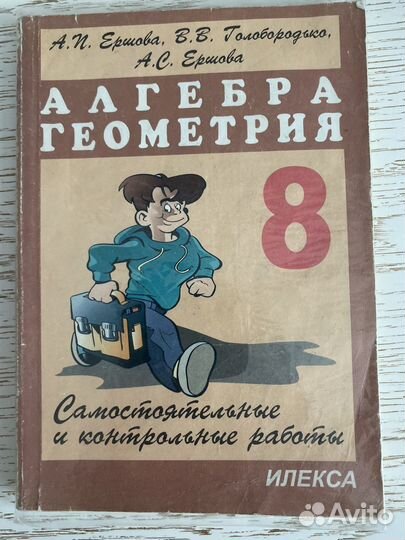 А.П. Ершова, В.В. Голобородько,
А.С. Ершова
АЛГЕБРА
ГЕОМЕТРИЯ
8
Самостоятельные
и контрольные работы
ИЛЕКСА
Avito